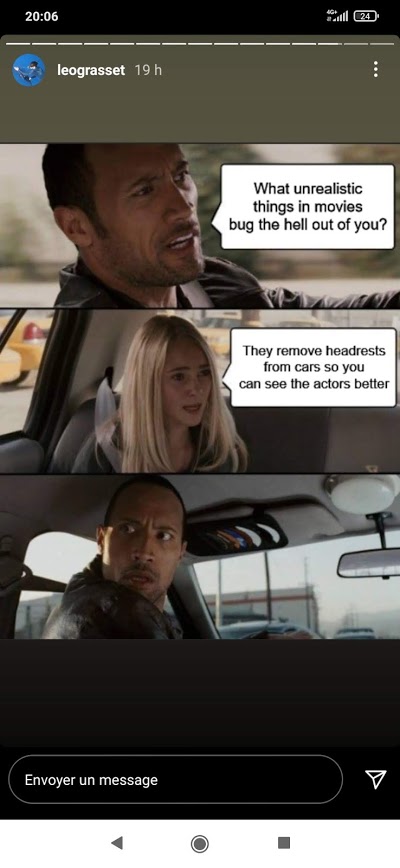 20:06
4G+
24
leograsset 19 h
What unrealistic
things in movies
bug the hell out of you?
They remove headrests
from cars so you
can see the actors better
Envoyer un message